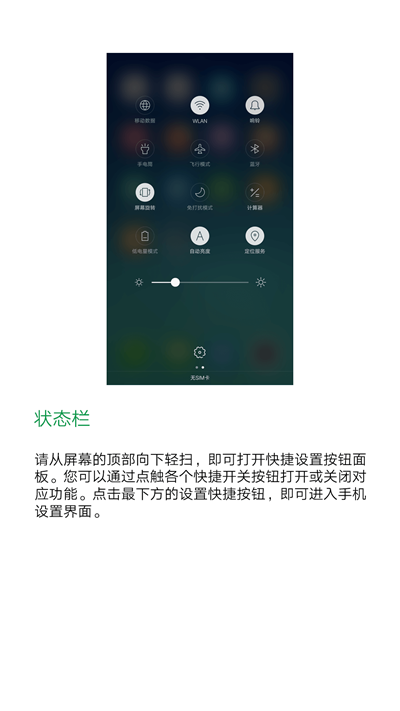 移动数据 WLAN 响铃
手电筒 飞行模式 蓝牙
屏幕旋转 免打扰模式 计算器
低电量模式 自动亮度 定位服务
无SIM卡
状态栏
请从屏幕的顶部向下轻扫，即可打开快捷设置按钮面
板。您可以通过点触各个快捷开关按钮打开或关闭对
应功能。点击最下方的设置快捷按钮，即可进入手机
设置界面。